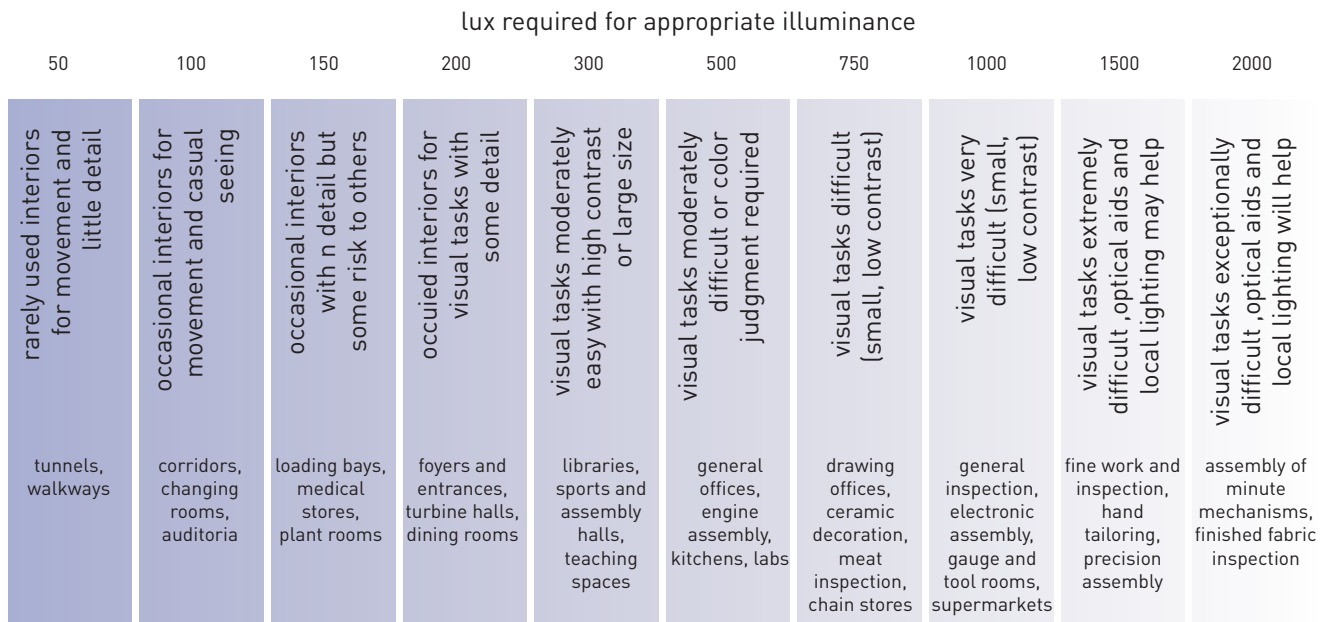 lux required for appropriate illuminance
50
100
150
200
300
500
750
1000
1500
2000
rarely used interiors
for movement and
little detail
occasional interiors for
movement and casual
seeing
occasional interiors
with n detail but
some risk to others
occuied interiors for
visual tasks with
some detail
visual tasks moderately
easy with high contrast
or large size
visual tasks moderately
difficult or color
judgment required
visual tasks difficult
(small, low contrast)
visual tasks very
difficult (small,
low contrast)
visual tasks extremely
difficult ,optical aids and
local lighting may help
visual tasks exceptionally
difficult ,optical aids and
local lighting will help
tunnels,
walkways
corridors,
changing
rooms,
auditoria
loading bays,
medical
stores,
plant rooms
foyers and
entrances,
turbine halls,
dining rooms
libraries,
sports and
assembly
halls,
teaching
spaces
general
offices,
engine
assembly,
kitchens, labs
drawing
offices,
ceramic
decoration,
meat
inspection,
chain stores
general
inspection,
electronic
assembly,
gauge and
tool rooms,
supermarkets
fine work and
inspection,
hand
tailoring,
precision
assembly
assembly of
minute
mechanisms,
finished fabric
inspection